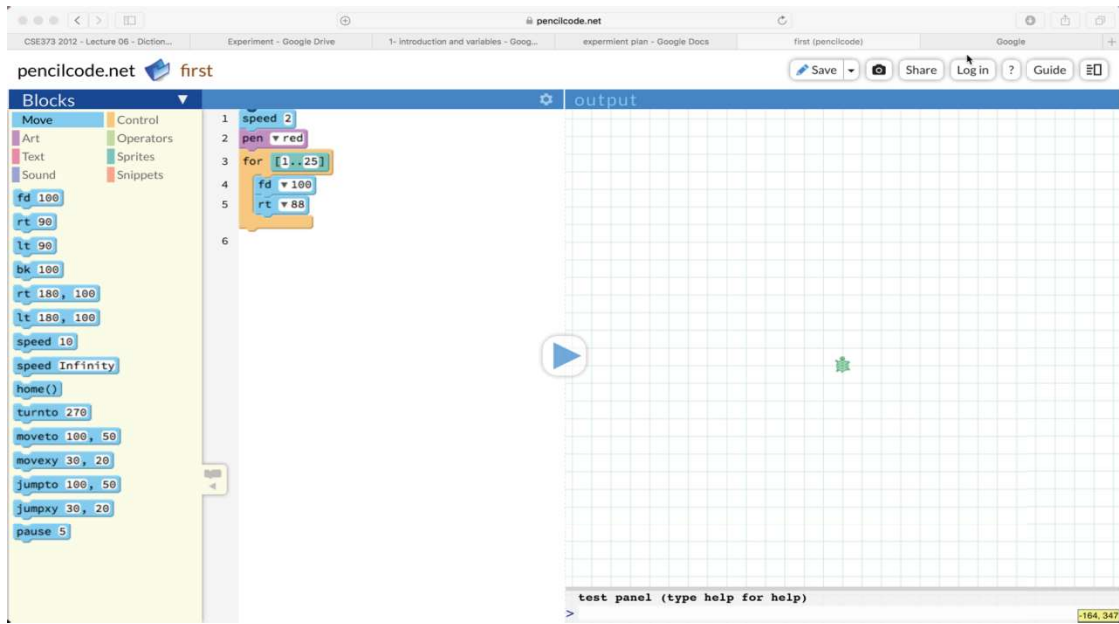 pencilcode.net
CSE373 2012 - Lecture 06 - Diction...
Experiment - Google Drive
1- introduction and variables - Goog...
expermient plan - Google Docs
first (pencilcode)
Google
pencilcode.net first
Save
Share
Log in
?
Guide
Blocks
output
Move
Control
Art
Operators
Text
Sprites
Sound
Snippets
fd 100
rt 90
lt 90
bk 100
rt 180, 100
lt 180, 100
speed 10
speed Infinity
home()
turnto 270
moveto 100, 50
movexy 30, 20
jumpto 100, 50
jumpxy 30, 20
pause 5
1 speed 2
2 pen red
3 for [1..25]
4 fd 100
5 rt 88
6
test panel (type help for help)
>
-164, 347